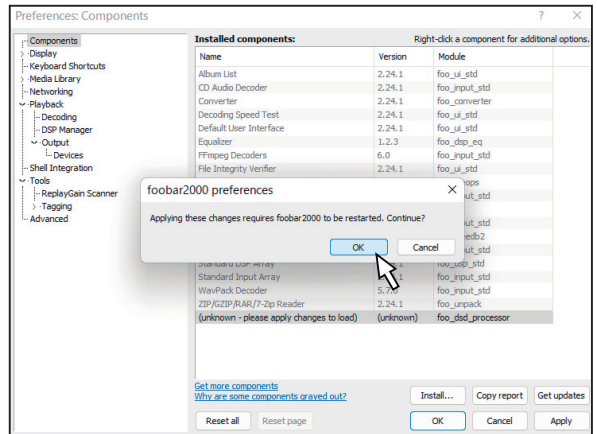 Preferences: Components ? ×
Components
Display
Keyboard Shortcuts
Media Library
Networking
Playback
Decoding
DSP Manager
Output
Devices
Shell Integration
Tools
ReplayGain Scanner
Tagging
Advanced
Installed components: Right-click a component for additional options.
Name Version Module
Album List 2.24.1 foo_ui_std
CD Audio Decoder 2.24.1 foo_input_std
Converter 2.24.1 foo_converter
Decoding Speed Test 2.24.1 foo_ui_std
Default User Interface 2.24.1 foo_ui_std
Equalizer 1.2.3 foo_dsp_eq
FFmpeg Decoders 6.0 foo_input_std
File Integrity Verifier 2.24.1 foo_ui_std
foobar2000 preferences ×
Applying these changes requires foobar2000 to be restarted. Continue?
OK Cancel
Standard DSP Array foo_dsp_std
Standard Input Array foo_input_std
WavPack Decoder foo_input_std
ZIP/GZIP/RAR/7-Zip Reader 2.24.1 foo_unpack
(unknown - please apply changes to load) (unknown) foo_dsd_processor
Get more components
Why are some components grayed out?
Install... Copy report Get updates
Reset all Reset page OK Cancel Apply